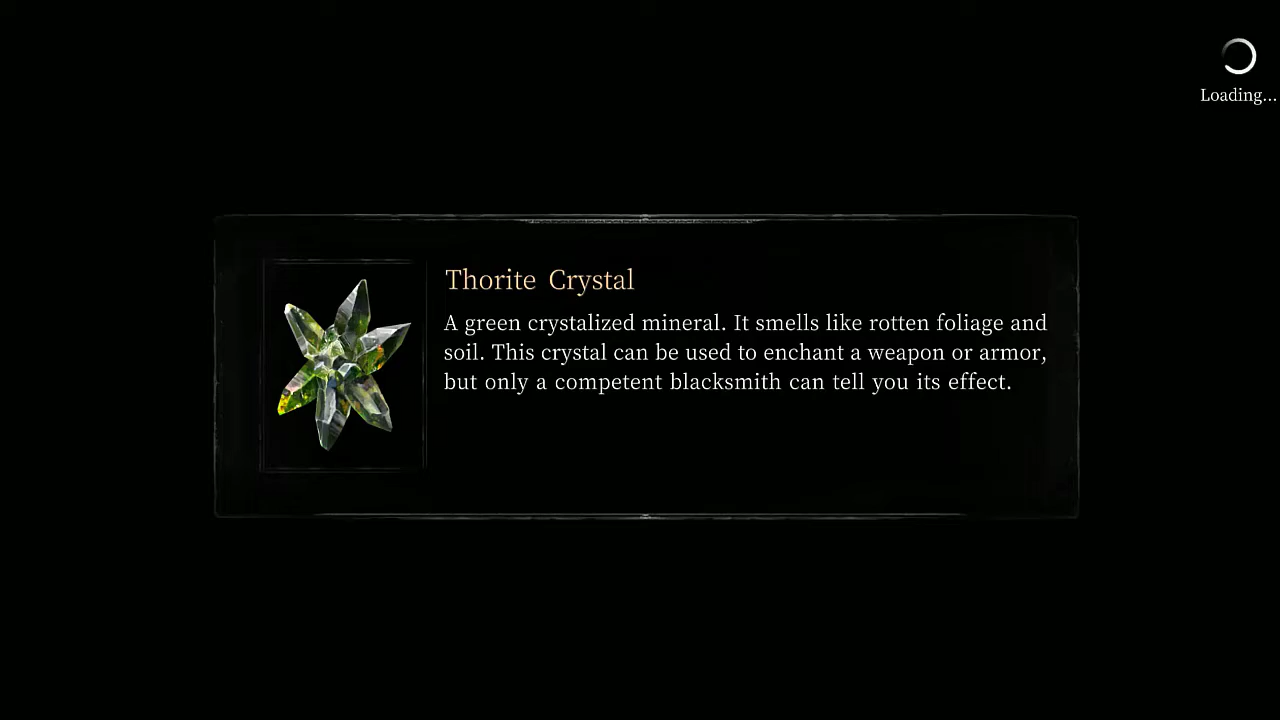 Loading...
Thorite Crystal
A green crystalized mineral. It smells like rotten foliage and
soil. This crystal can be used to enchant a weapon or armor,
but only a competent blacksmith can tell you its effect.